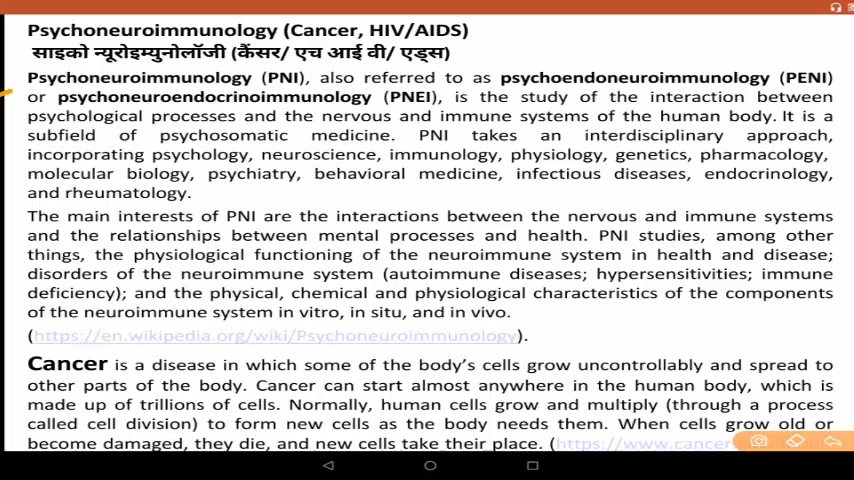 Psychoneuroimmunology (Cancer, HIV/AIDS)
साइको न्यूरोइम्युनोलॉजी (कैंसर/ एच आई वी/ एड्स)
Psychoneuroimmunology (PNI), also referred to as psychoendoneuroimmunology (PENI)
or psychoneuroendocrinoimmunology (PNEI), is the study of the interaction between
psychological processes and the nervous and immune systems of the human body. It is a
subfield of psychosomatic medicine. PNI takes an interdisciplinary approach,
incorporating psychology, neuroscience, immunology, physiology, genetics, pharmacology,
molecular biology, psychiatry, behavioral medicine, infectious diseases, endocrinology,
and rheumatology.
The main interests of PNI are the interactions between the nervous and immune systems
and the relationships between mental processes and health. PNI studies, among other
things, the physiological functioning of the neuroimmune system in health and disease;
disorders of the neuroimmune system (autoimmune diseases; hypersensitivities; immune
deficiency); and the physical, chemical and physiological characteristics of the components
of the neuroimmune system in vitro, in situ, and in vivo.
(https://en.wikipedia.org/wiki/Psychoneuroimmunology).
Cancer is a disease in which some of the body's cells grow uncontrollably and spread to
other parts of the body. Cancer can start almost anywhere in the human body, which is
made up of trillions of cells. Normally, human cells grow and multiply (through a process
called cell division) to form new cells as the body needs them. When cells grow old or
become damaged, they die, and new cells take their place. (https://www.cancer